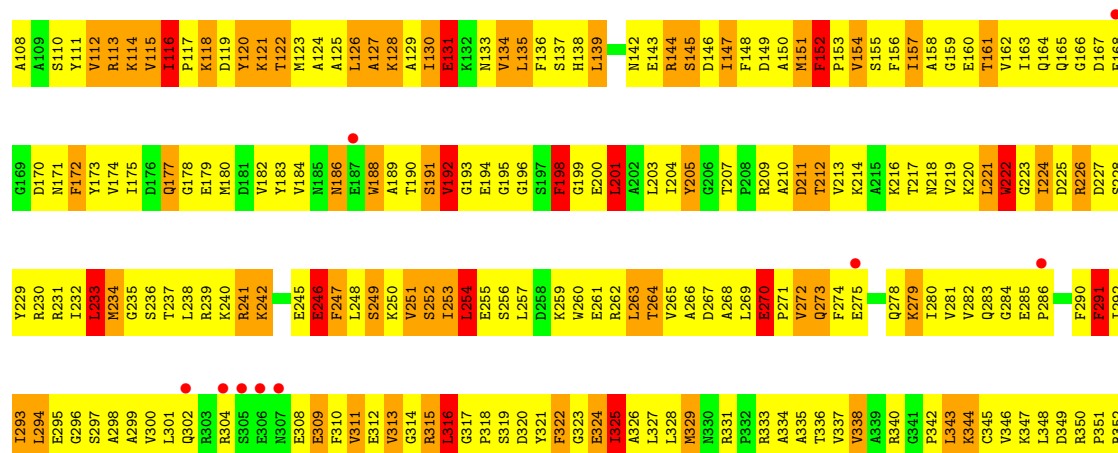 A108 A109 S110 Y111 V112 R113 K114 V115 I116 P117 K118 D119 Y120 K121 T122 M123 A124 A125 L126 A127 K128 A129 I130 E131 K132 N133 V134 L135 F136 S137 H138 L139 N142 E143 R144 S145 D146 I147 F148 D149 A150 M151 F152 P153 V154 S155 F156 I157 A158 G159 E160 T161 V162 I163 Q164 Q165 G166 D167 E168
G169 D170 N171 F172 Y173 V174 I175 D176 Q177 G178 E179 M180 D181 V182 Y183 V184 N185 N186 E187 W188 A189 T190 S191 V192 G193 E194 G195 G196 S197 F198 G199 E200 L201 A202 L203 I204 Y205 G206 T207 P208 R209 A210 D211 T212 V213 K214 A215 K216 T217 N218 V219 K220 L221 W222 G223 I224 D225 R226 D227 S228
Y229 R230 R231 I232 L233 M234 G235 S236 T237 L238 R239 K240 R241 K242 E245 E246 F247 L248 S249 K250 V251 S252 I253 L254 E255 S256 L257 D258 K259 W260 E261 R262 L263 T264 V265 A266 D267 A268 L269 E270 P271 V272 Q273 F274 E275 Q278 K279 I280 V281 V282 Q283 G284 E285 P286 F290 F291 I292
I293 L294 E295 G296 S297 A298 A299 V300 L301 Q302 R303 R304 S305 E306 N307 E308 E309 F310 V311 E312 V313 G314 R315 L316 G317 P318 S319 D320 Y321 F322 G323 E324 I325 A326 L327 L328 M329 N330 R331 P332 R333 A334 A335 T336 V337 V338 A339 R340 G341 P342 L343 K344 C345 V346 K347 L348 D349 R350 P351 R352